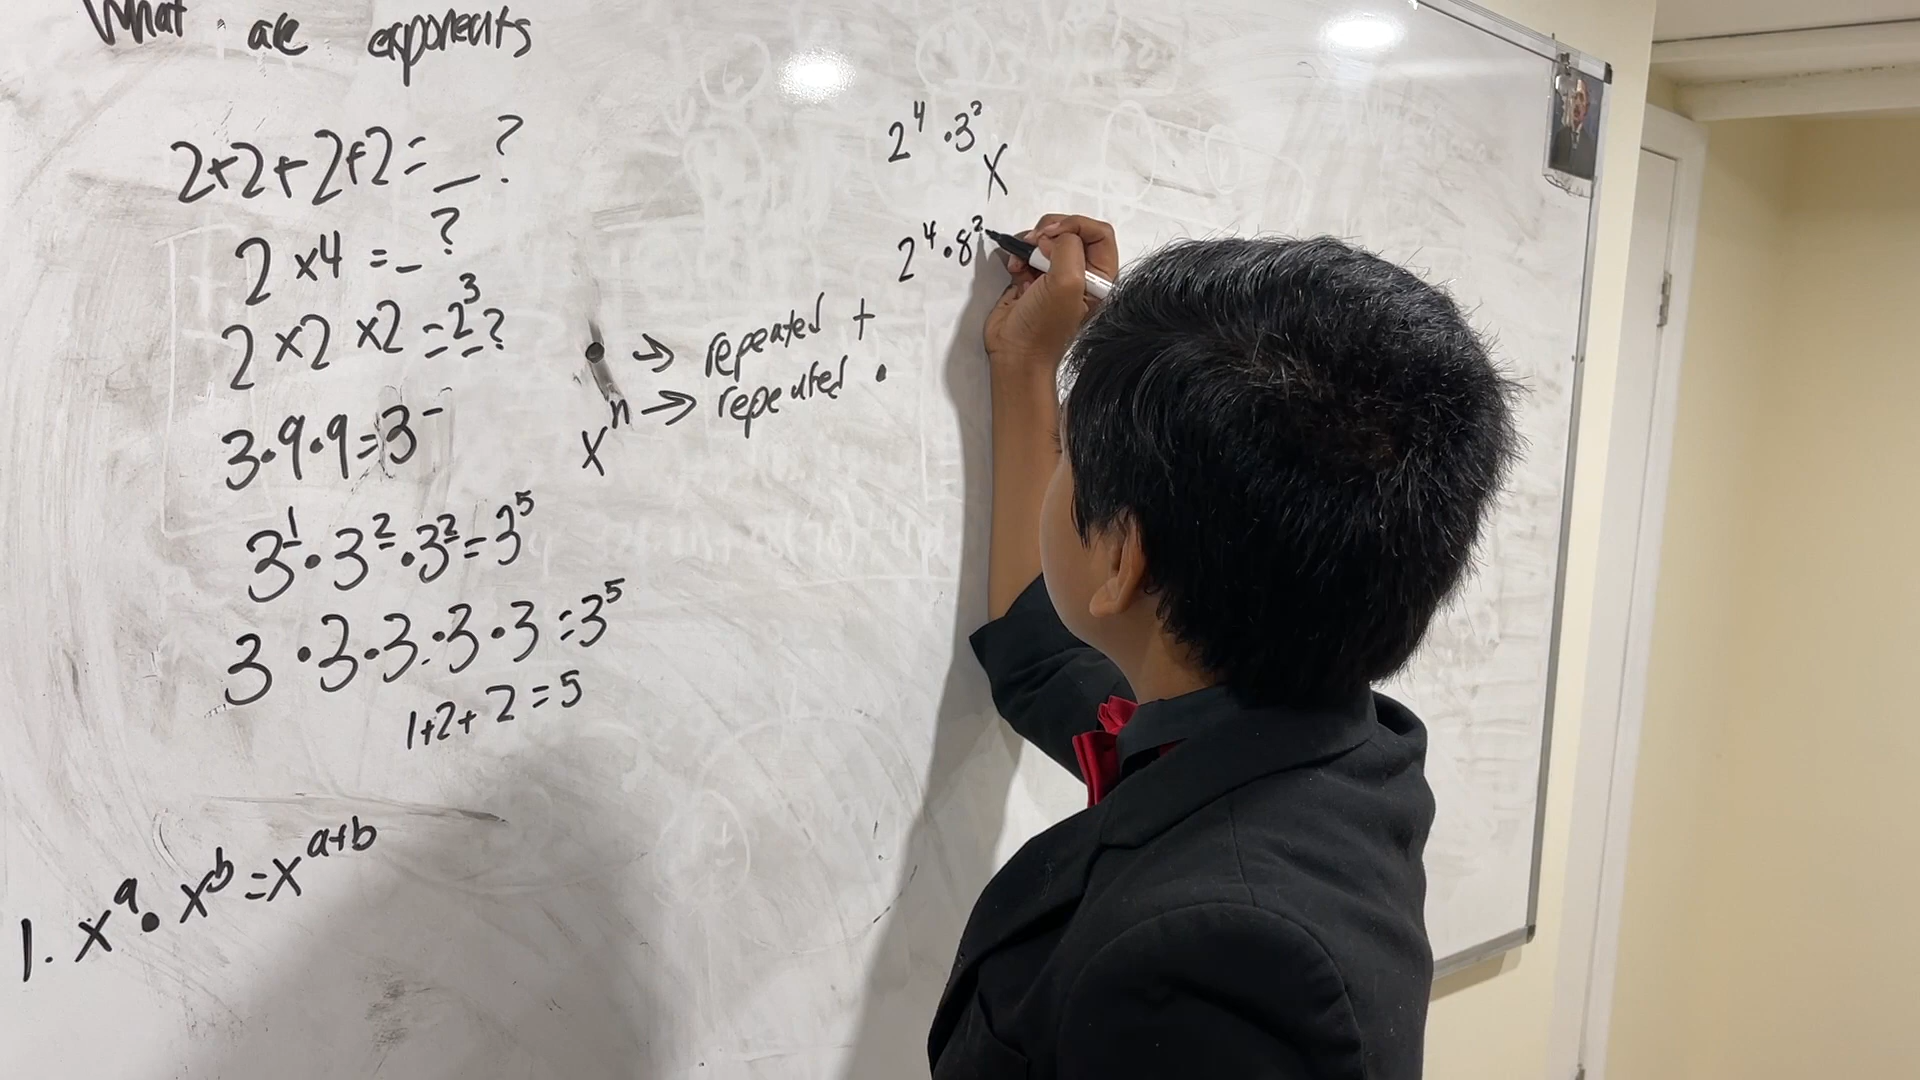 What are exponents
2+2+2+2=_?
2×4=_?
2×2×2=2³?
3·9·9=3⁻
3¹·3²·3²=3⁵
3·3·3·3·3=3⁵
1+2+2=5
1. xᵃ·xᵇ=xᵃ⁺ᵇ
• → repeated +
xⁿ → repeated •
2⁴·3²
X
2⁴·8²